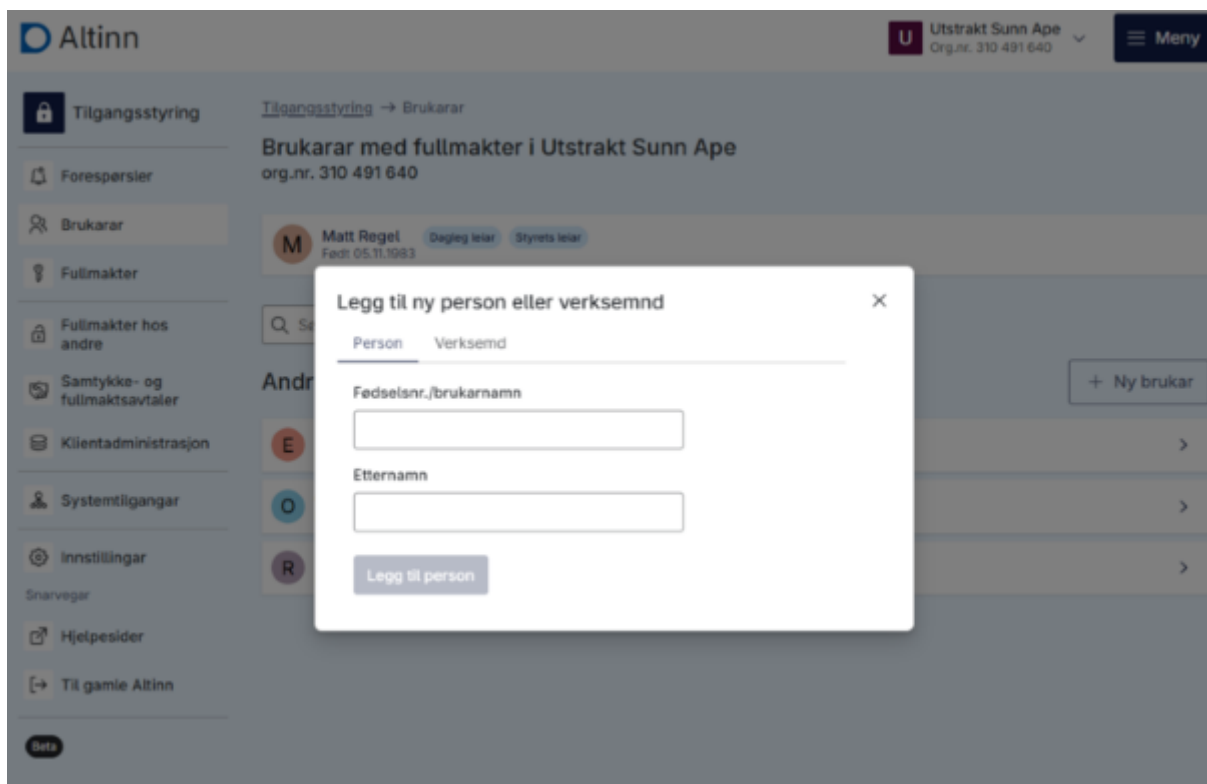 Altinn
U
Utstrakt Sunn Ape
Org.nr. 310 491 640
Meny
Tilgangsstyring
Forespørsler
Brukarar
Fullmakter
Fullmakter hos
andre
Samtykke- og
fullmaktsavtaler
Klientadministrasjon
Systemtilgangar
Innstillingar
Snarvegar
Hjelpesider
Til gamle Altinn
Beta
Tilgangsstyring → Brukarar
Brukarar med fullmakter i Utstrakt Sunn Ape
org.nr. 310 491 640
M
Matt Regel Dagleg leiar Styrets leiar
Født 05.11.1983
Andr
+ Ny brukar
E
O
R
Legg til ny person eller verksemnd
Person Verksemd
Fødselsnr./brukarnamn
Etternamn
Legg til person